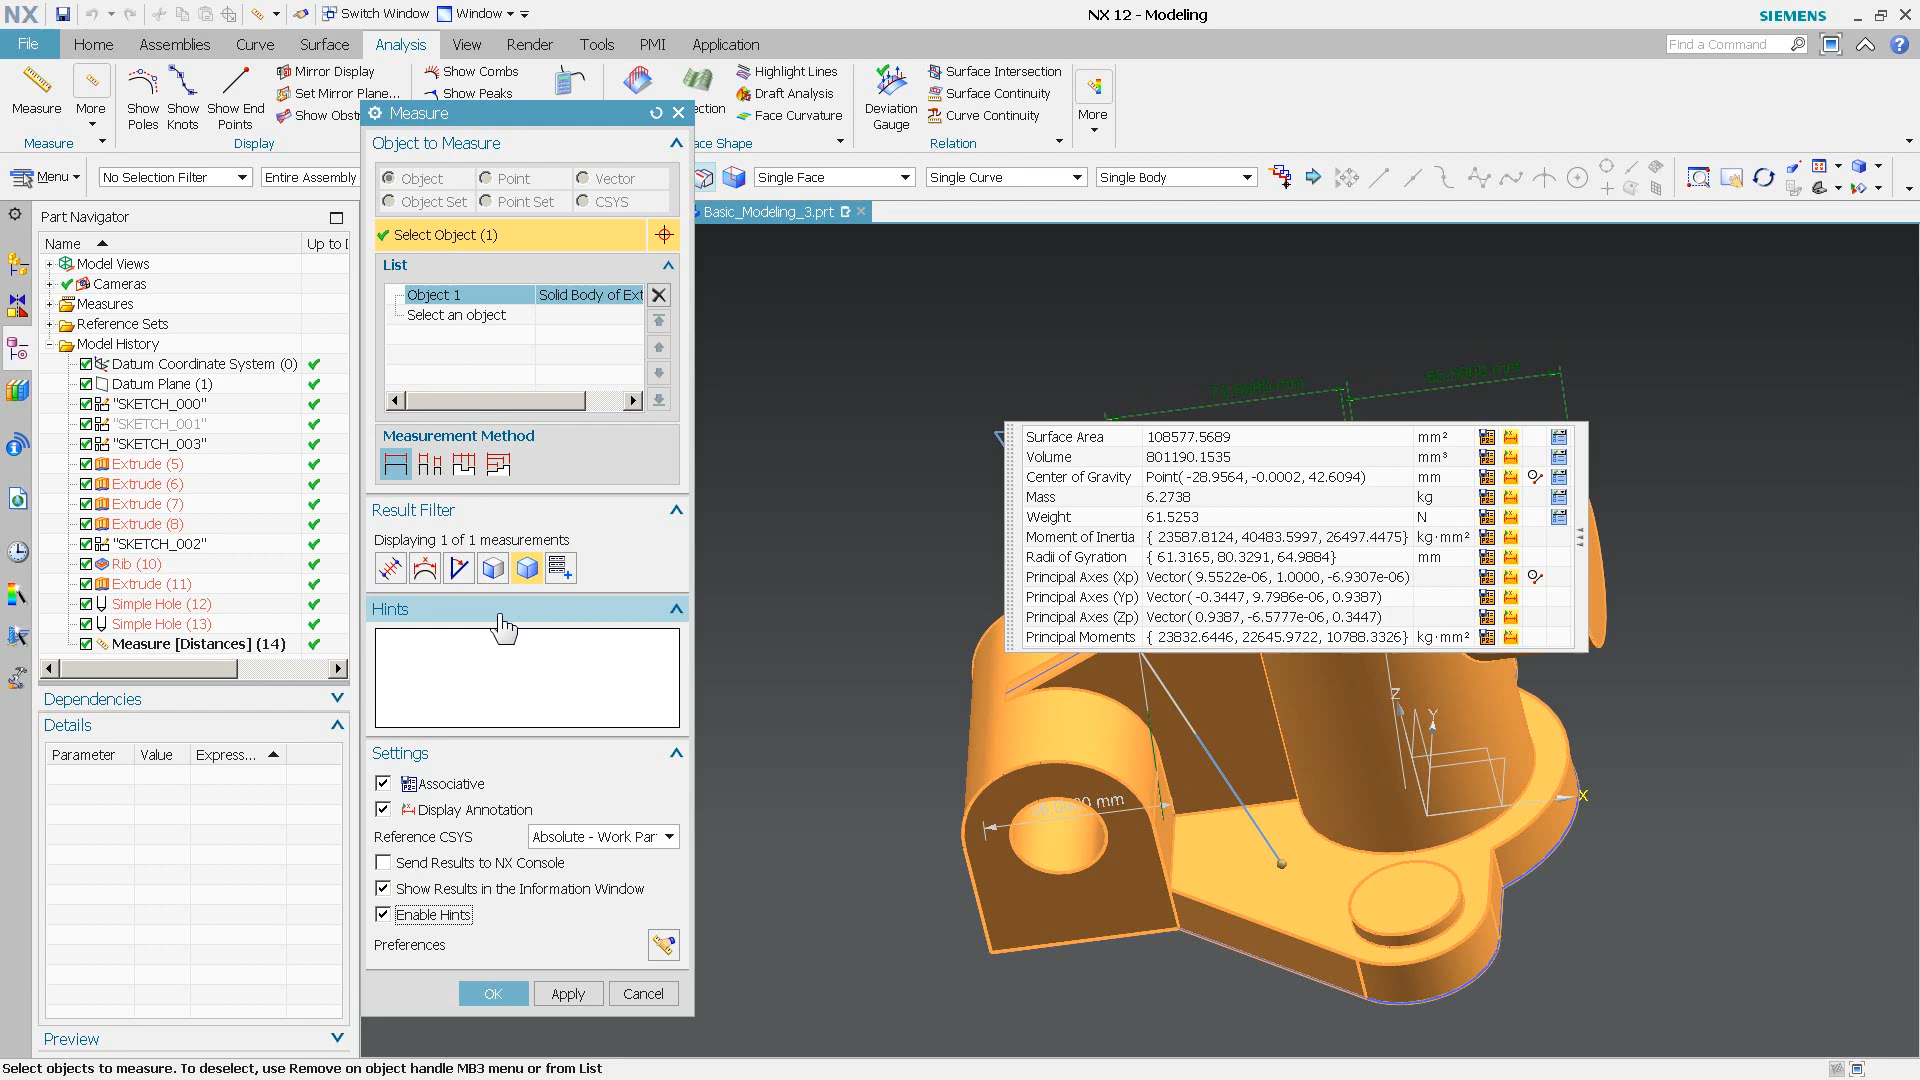 NX
Switch Window
Window
NX 12 - Modeling
SIEMENS
File
Home
Assemblies
Curve
Surface
Analysis
View
Render
Tools
PMI
Application
Find a Command
Measure
More
Show Poles
Show Knots
Show End Points
Mirror Display
Set Mirror Plane...
Show Obst
Show Combs
Show Peaks
ction
Highlight Lines
Draft Analysis
Face Curvature
Deviation Gauge
Surface Intersection
Surface Continuity
Curve Continuity
More
Measure
Display
ace Shape
Relation
Menu
No Selection Filter
Entire Assembly
Single Face
Single Curve
Single Body
Part Navigator
Name
Up to D
Model Views
Cameras
Measures
Reference Sets
Model History
Datum Coordinate System (0)
Datum Plane (1)
"SKETCH_000"
"SKETCH_001"
"SKETCH_003"
Extrude (5)
Extrude (6)
Extrude (7)
Extrude (8)
"SKETCH_002"
Rib (10)
Extrude (11)
Simple Hole (12)
Simple Hole (13)
Measure [Distances] (14)
Dependencies
Details
Parameter
Value
Express...
Preview
Measure
Object to Measure
Object
Point
Vector
Object Set
Point Set
CSYS
Select Object (1)
List
Object 1
Solid Body of Ext
Select an object
Measurement Method
Result Filter
Displaying 1 of 1 measurements
Hints
Settings
Associative
Display Annotation
Reference CSYS
Absolute - Work Par
Send Results to NX Console
Show Results in the Information Window
Enable Hints
Preferences
OK
Apply
Cancel
Basic_Modeling_3.prt
Surface Area 108577.5689 mm²
Volume 801190.1535 mm³
Center of Gravity Point( -28.9564, -0.0002, 42.6094) mm
Mass 6.2738 kg
Weight 61.5253 N
Moment of Inertia { 23587.8124, 40483.5997, 26497.4475} kg·mm²
Radii of Gyration { 61.3165, 80.3291, 64.9884} mm
Principal Axes (Xp) Vector( 9.5522e-06, 1.0000, -6.9307e-06)
Principal Axes (Yp) Vector( -0.3447, 9.7986e-06, 0.9387)
Principal Axes (Zp) Vector( 0.9387, -6.5777e-06, 0.3447)
Principal Moments { 23832.6446, 22645.9722, 10788.3326} kg·mm²
Z
Y
X
Select objects to measure. To deselect, use Remove on object handle MB3 menu or from List